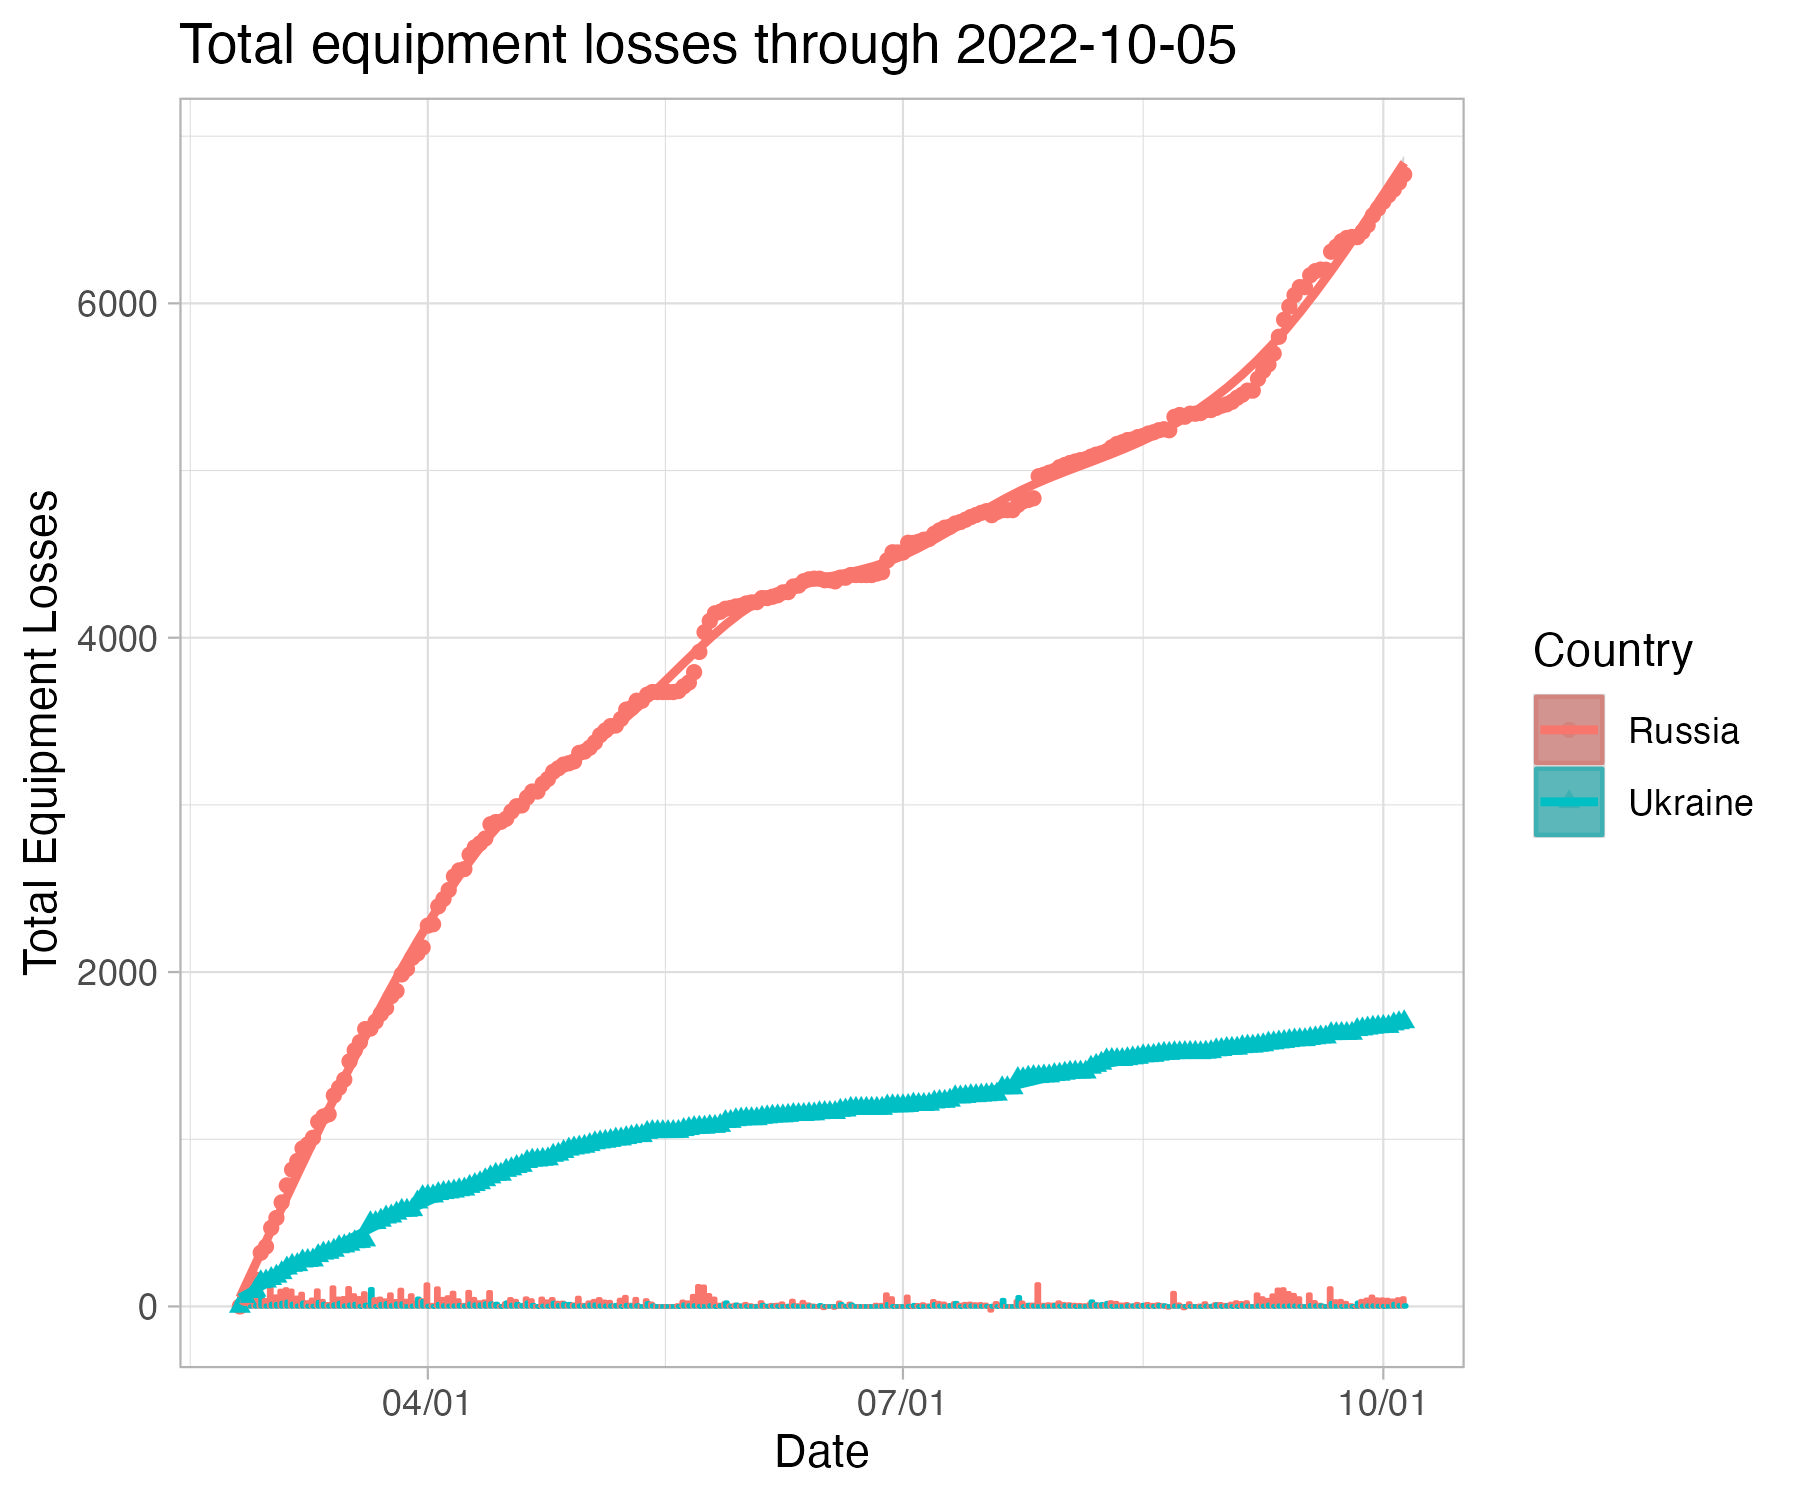 Total equipment losses through 2022-10-05
Total Equipment Losses
6000
4000
2000
0
04/01
07/01
10/01
Date
Country
Russia
Ukraine